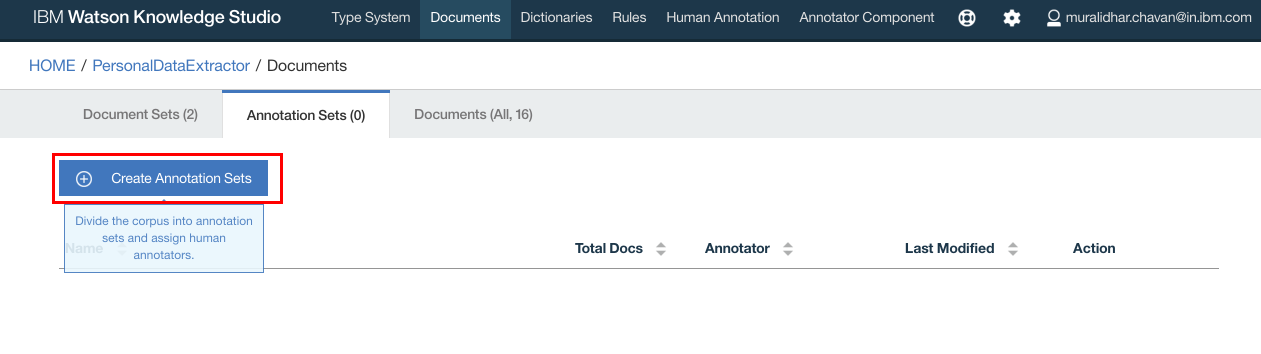 IBM Watson Knowledge Studio Type System Documents Dictionaries Rules Human Annotation Annotator Component muralidhar.chavan@in.ibm.com
HOME / PersonalDataExtractor / Documents
Document Sets (2) Annotation Sets (0) Documents (All, 16)
Create Annotation Sets
Divide the corpus into annotation
sets and assign human
annotators.
Name Total Docs Annotator Last Modified Action